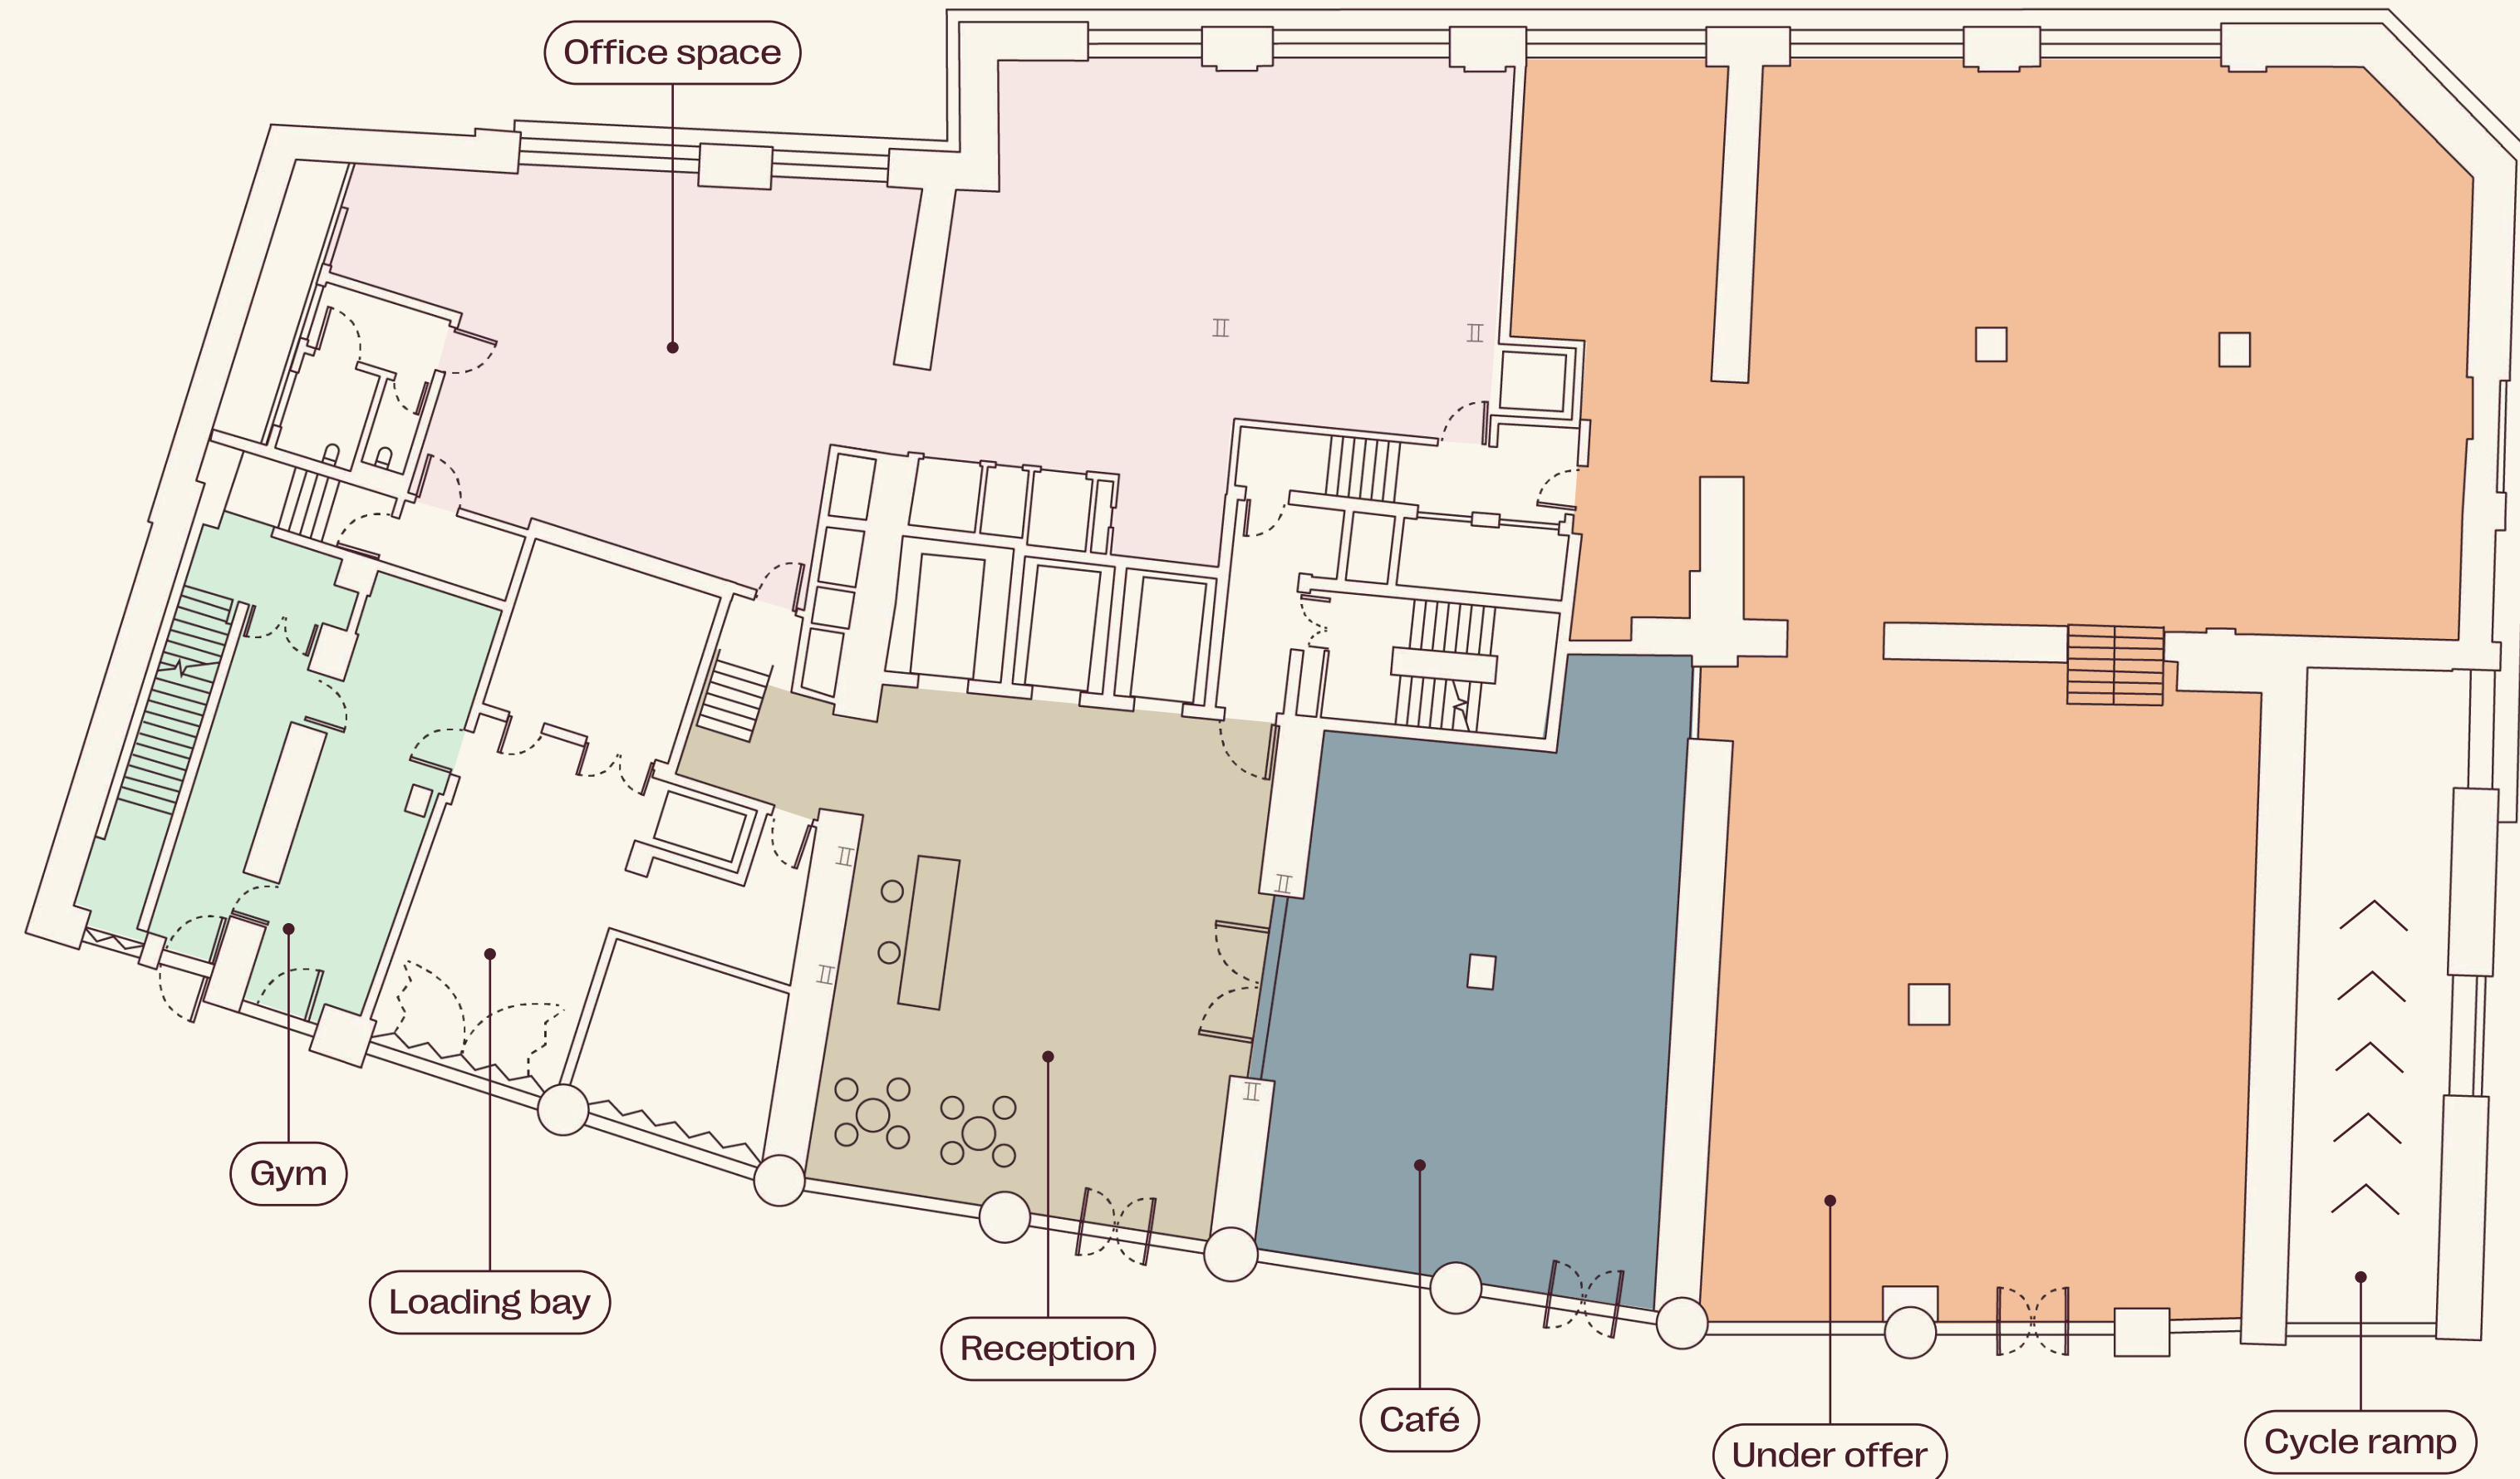 Office space
Gym
Loading bay
Reception
Café
Under offer
Cycle ramp